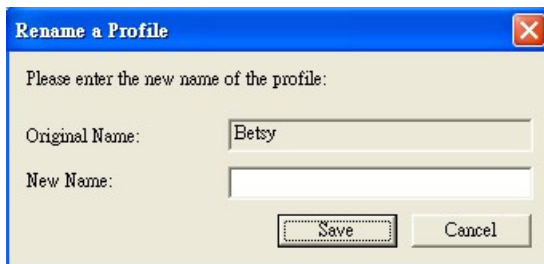 Rename a Profile
Please enter the new name of the profile:
Original Name: Betsy
New Name:
Save Cancel